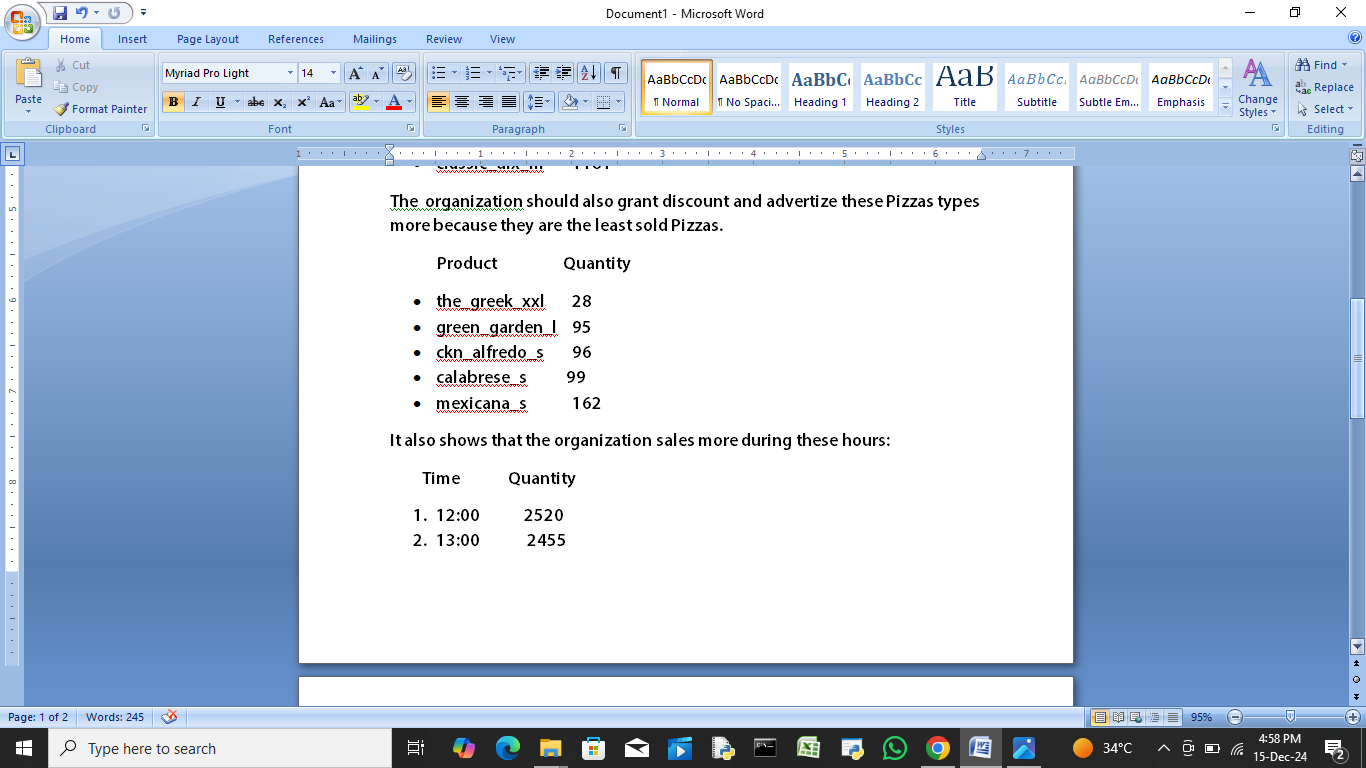 Document1 - Microsoft Word
Home Insert Page Layout References Mailings Review View
Paste
Cut
Copy
Format Painter
Clipboard
Myriad Pro Light 14
Font
Paragraph
AaBbCcDc AaBbCcDc AaBbC AaBbCc AaB AaBbCc. AaBbCcDc AaBbCcDc
¶ Normal ¶ No Spaci... Heading 1 Heading 2 Title Subtitle Subtle Em... Emphasis
Change Styles
Styles
Find
Replace
Select
Editing
The organization should also grant discount and advertize these Pizzas types
more because they are the least sold Pizzas.
Product Quantity
• the_greek_xxl 28
• green_garden_l 95
• ckn_alfredo_s 96
• calabrese_s 99
• mexicana_s 162
It also shows that the organization sales more during these hours:
Time Quantity
1. 12:00 2520
2. 13:00 2455
Page: 1 of 2 Words: 245 95%
Type here to search
34°C
4:58 PM
15-Dec-24
2